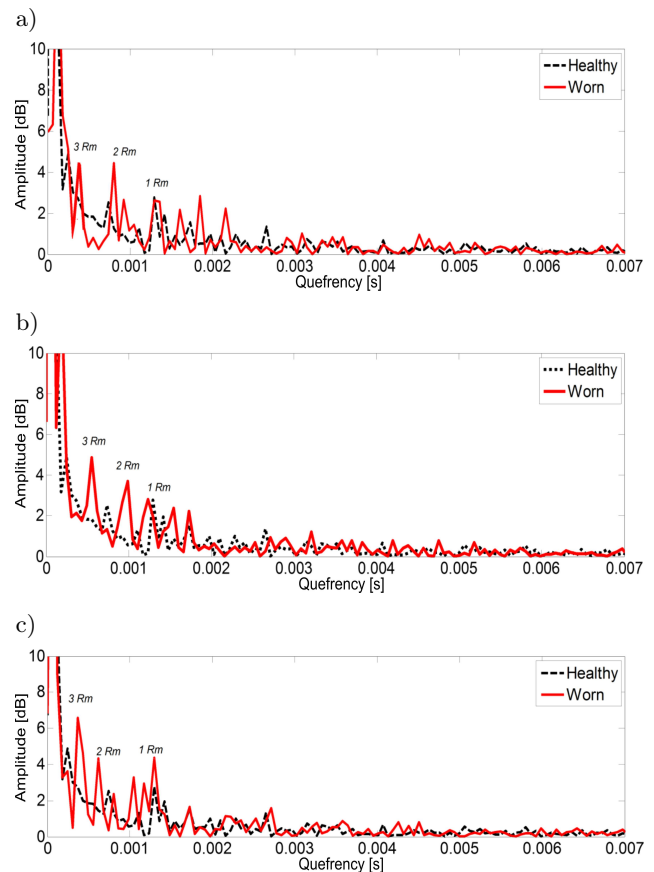 a)
10
8
6
4
2
0
Amplitude [dB]
Healthy
Worn
3 Rm
2 Rm
1 Rm
0 0.001 0.002 0.003 0.004 0.005 0.006 0.007
Quefrency [s]
b)
10
8
6
4
2
0
Amplitude [dB]
Healthy
Worn
3 Rm
2 Rm
1 Rm
0 0.001 0.002 0.003 0.004 0.005 0.006 0.007
Quefrency [s]
c)
10
8
6
4
2
0
Amplitude [dB]
Healthy
Worn
3 Rm
2 Rm
1 Rm
0 0.001 0.002 0.003 0.004 0.005 0.006 0.007
Quefrency [s]